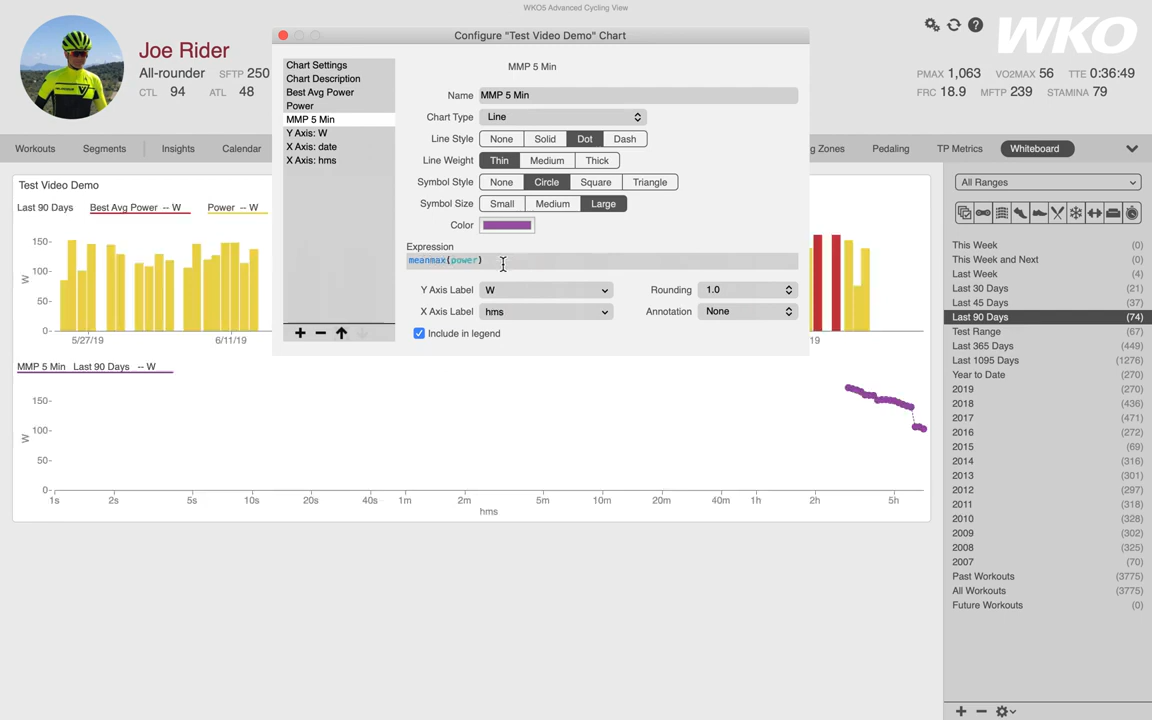 WKO5 Advanced Cycling View
Joe Rider
All-rounder SFTP 250
CTL 94 ATL 48
WKO
PMAX 1,063 VO2MAX 56 TTE 0:36:49
FRC 18.9 MFTP 239 STAMINA 79
Workouts Segments Insights Calendar
g Zones Pedaling TP Metrics Whiteboard
Configure "Test Video Demo" Chart
Chart Settings
Chart Description
Best Avg Power
Power
MMP 5 Min
Y Axis: W
X Axis: date
X Axis: hms
MMP 5 Min
Name MMP 5 Min
Chart Type Line
Line Style None Solid Dot Dash
Line Weight Thin Medium Thick
Symbol Style None Circle Square Triangle
Symbol Size Small Medium Large
Color
Expression
meanmax(power)
Y Axis Label W Rounding 1.0
X Axis Label hms Annotation None
Include in legend
Test Video Demo
Last 90 Days Best Avg Power -- W Power -- W
150-
100-
50-
0-
W
5/27/19 6/11/19 19
MMP 5 Min Last 90 Days -- W
150-
100-
50-
0-
W
1s 2s 5s 10s 20s 40s 1m 2m 5m 10m 20m 40m 1h 2h 5h
hms
All Ranges
This Week (0)
This Week and Next (0)
Last Week (4)
Last 30 Days (21)
Last 45 Days (37)
Last 90 Days (74)
Test Range (67)
Last 365 Days (449)
Last 1095 Days (1276)
Year to Date (270)
2019 (270)
2018 (436)
2017 (471)
2016 (272)
2015 (69)
2014 (316)
2013 (301)
2012 (297)
2011 (318)
2010 (328)
2009 (302)
2008 (325)
2007 (70)
Past Workouts (3775)
All Workouts (3775)
Future Workouts (0)